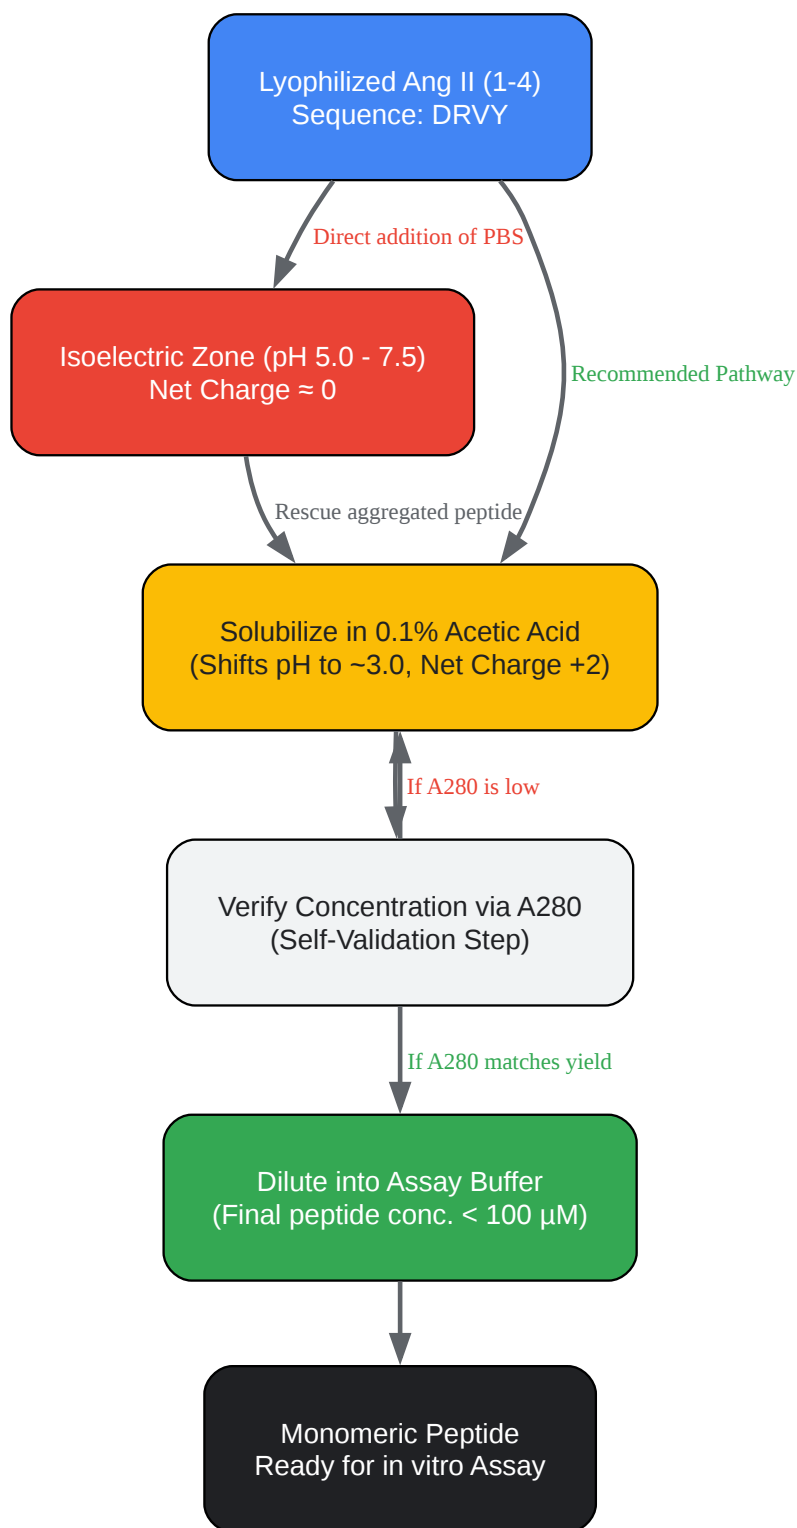 Lyophilized Ang II (1-4)
Sequence: DRVY
Direct addition of PBS
Isoelectric Zone (pH 5.0 - 7.5)
Net Charge ≈ 0
Recommended Pathway
Rescue aggregated peptide
Solubilize in 0.1% Acetic Acid
(Shifts pH to ~3.0, Net Charge +2)
If A280 is low
Verify Concentration via A280
(Self-Validation Step)
If A280 matches yield
Dilute into Assay Buffer
(Final peptide conc. < 100 µM)
Monomeric Peptide
Ready for in vitro Assay